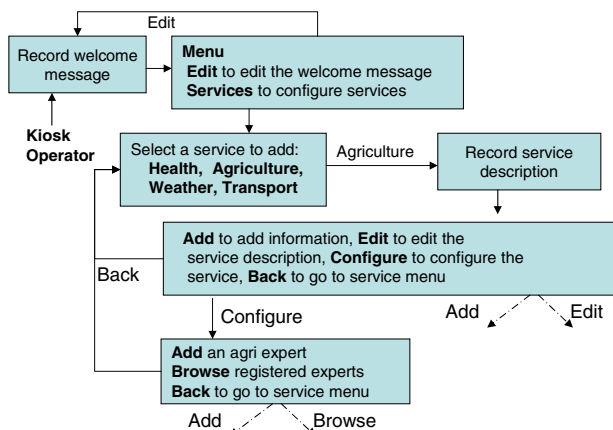 Edit
Record welcome
message
Menu
Edit to edit the welcome message
Services to configure services
Kiosk
Operator
Select a service to add:
Health, Agriculture,
Weather, Transport
Agriculture
Record service
description
Add to add information, Edit to edit the
service description, Configure to configure the
service, Back to go to service menu
Back
Add
Edit
Configure
Add an agri expert
Browse registered experts
Back to go to service menu
Add
Browse